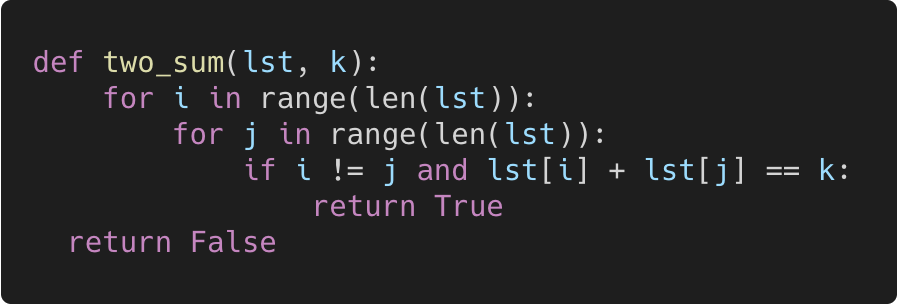 def two_sum(lst, k):
    for i in range(len(lst)):
        for j in range(len(lst)):
            if i != j and lst[i] + lst[j] == k:
                return True
  return False